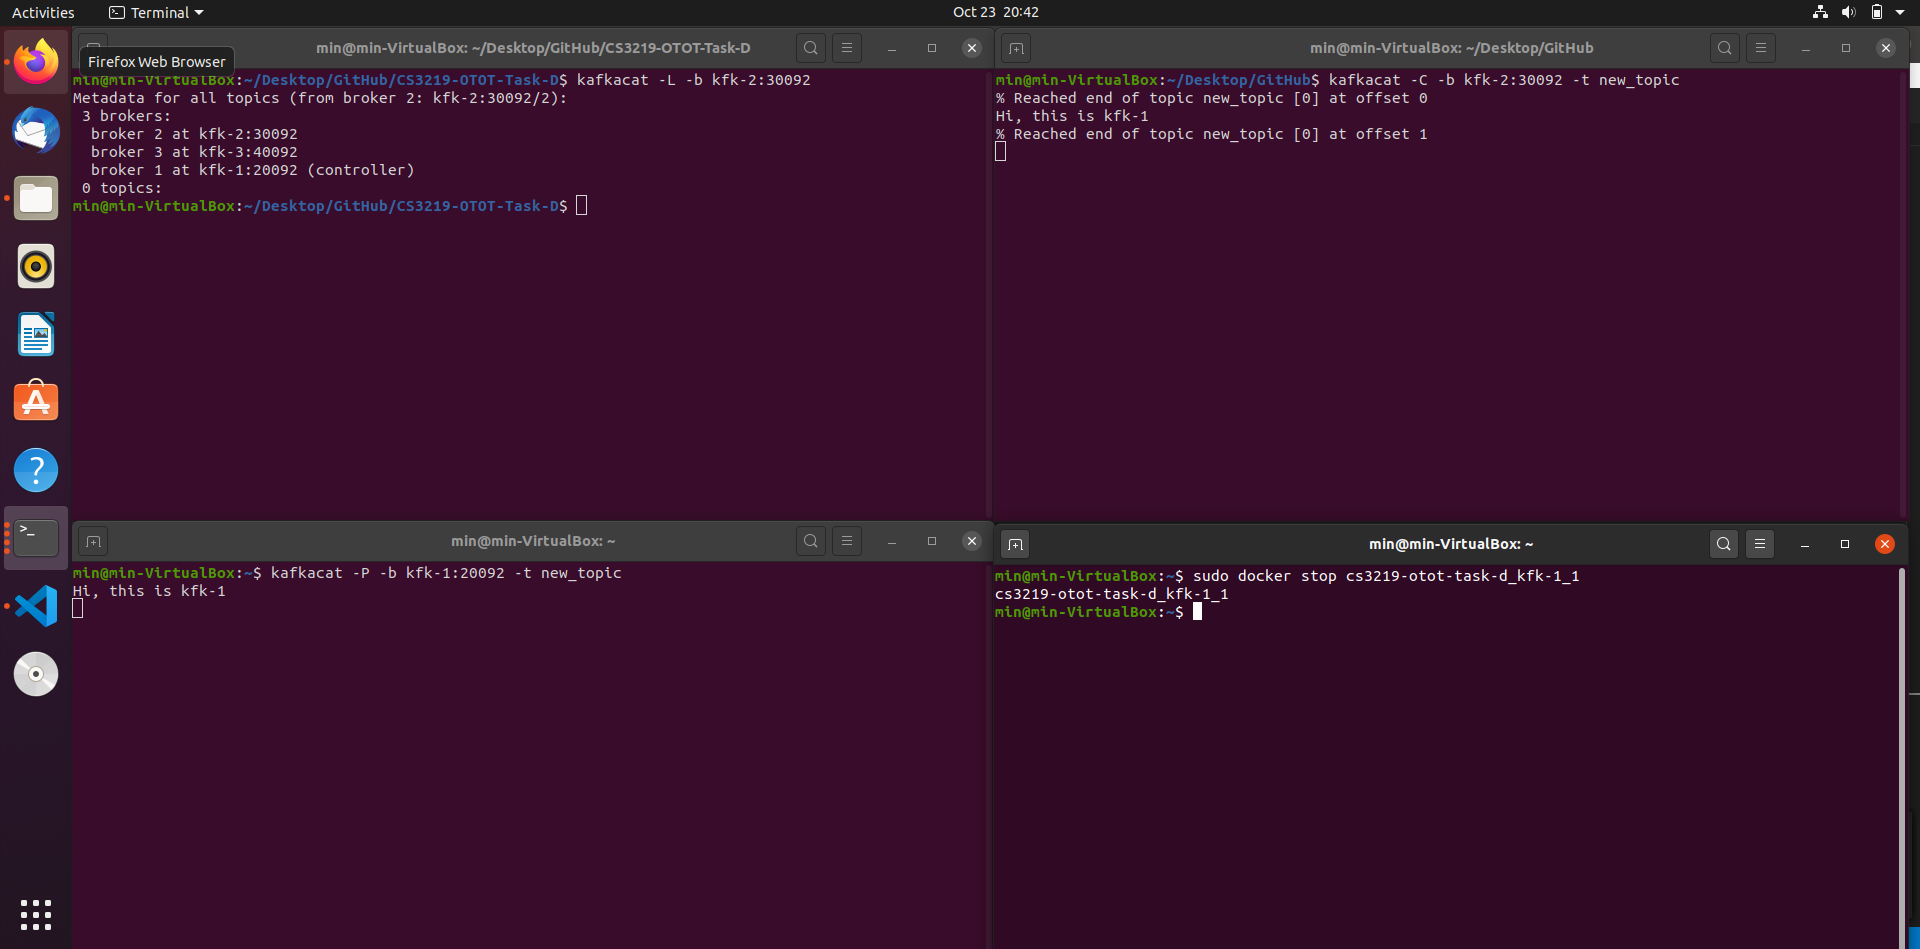 Activities
Terminal
Oct 23 20:42
min@min-VirtualBox: ~/Desktop/GitHub/CS3219-OTOT-Task-D
Firefox Web Browser
min@min-VirtualBox:~/Desktop/GitHub/CS3219-OTOT-Task-D$ kafkacat -L -b kfk-2:30092
Metadata for all topics (from broker 2: kfk-2:30092/2):
3 brokers:
broker 2 at kfk-2:30092
broker 3 at kfk-3:40092
broker 1 at kfk-1:20092 (controller)
0 topics:
min@min-VirtualBox:~/Desktop/GitHub/CS3219-OTOT-Task-D$
min@min-VirtualBox: ~/Desktop/GitHub
min@min-VirtualBox:~/Desktop/GitHub$ kafkacat -C -b kfk-2:30092 -t new_topic
% Reached end of topic new_topic [0] at offset 0
Hi, this is kfk-1
% Reached end of topic new_topic [0] at offset 1
min@min-VirtualBox: ~
min@min-VirtualBox:~$ kafkacat -P -b kfk-1:20092 -t new_topic
Hi, this is kfk-1
min@min-VirtualBox: ~
min@min-VirtualBox:~$ sudo docker stop cs3219-otot-task-d_kfk-1_1
cs3219-otot-task-d_kfk-1_1
min@min-VirtualBox:~$